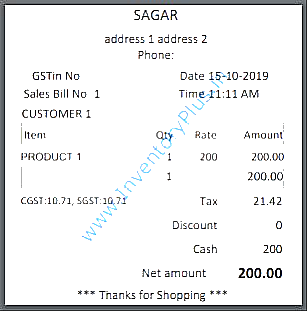 SAGAR
address 1 address 2
Phone:
GSTin No Date 15-10-2019
Sales Bill No 1 Time 11:11 AM
CUSTOMER 1
Item Qty Rate Amount
PRODUCT 1 1 200 200.00
1 200.00
CGST:10.71, SGST:10.71 Tax 21.42
Discount 0
Cash 200
Net amount 200.00
*** Thanks for Shopping ***
www.InventoryPlus.in